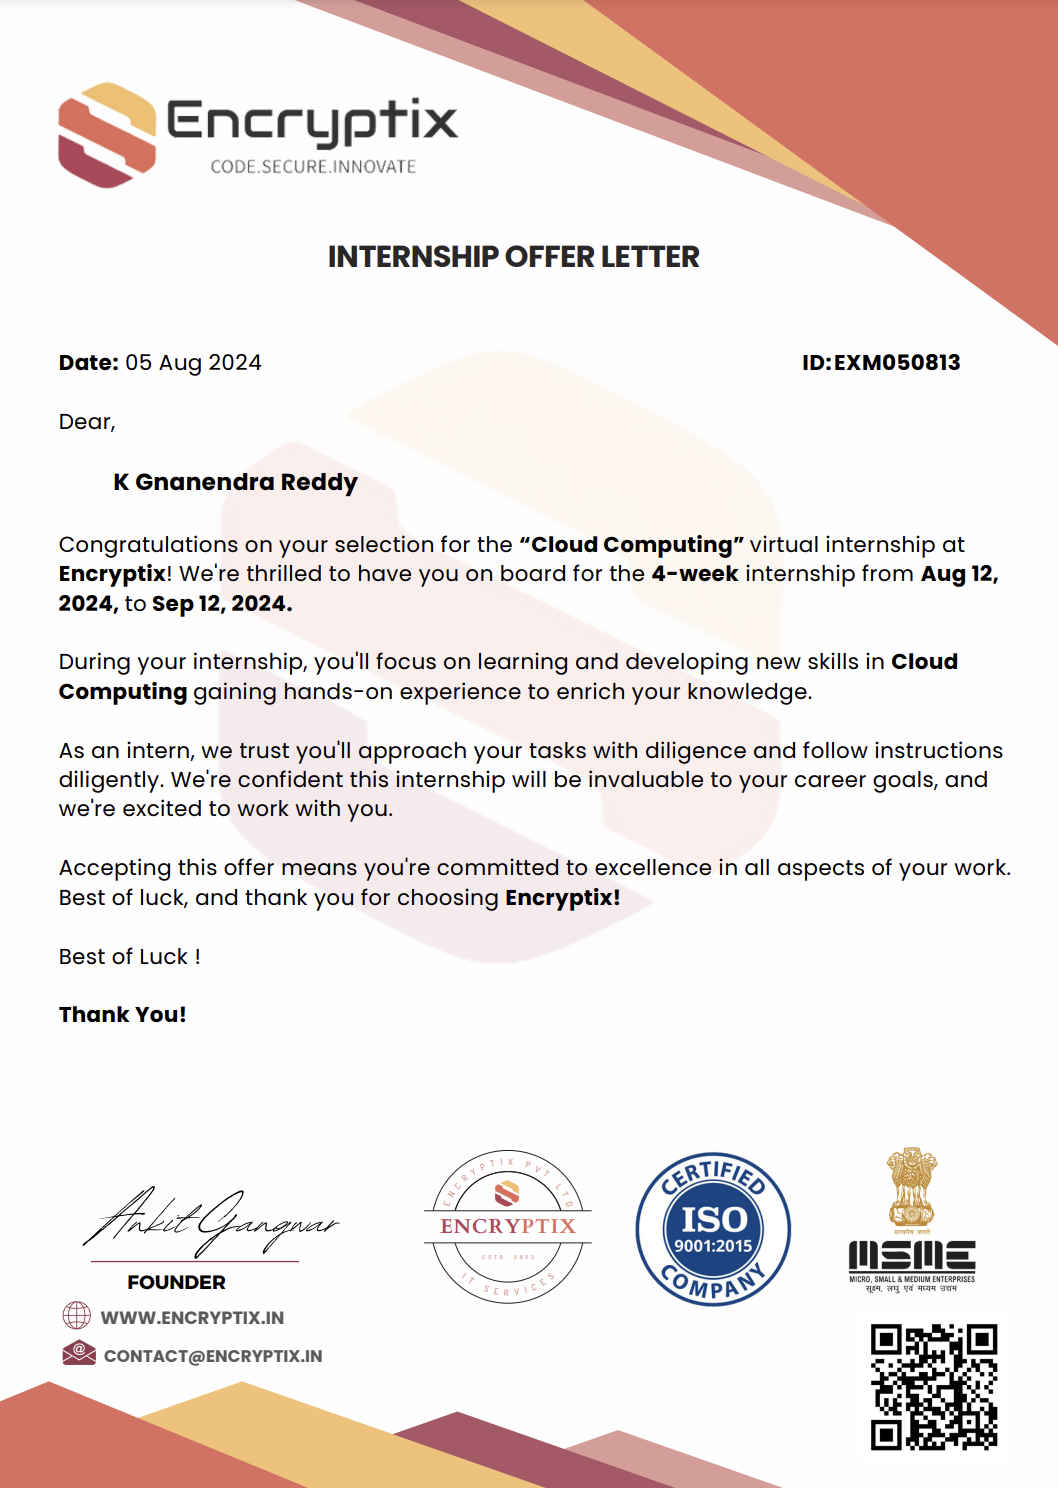 Encryptix
CODE.SECURE.INNOVATE
INTERNSHIP OFFER LETTER
Date: 05 Aug 2024
ID:EXM050813
Dear,
K Gnanendra Reddy
Congratulations on your selection for the “Cloud Computing” virtual internship at
Encryptix! We're thrilled to have you on board for the 4-week internship from Aug 12,
2024, to Sep 12, 2024.
During your internship, you'll focus on learning and developing new skills in Cloud
Computing gaining hands-on experience to enrich your knowledge.
As an intern, we trust you'll approach your tasks with diligence and follow instructions
diligently. We're confident this internship will be invaluable to your career goals, and
we're excited to work with you.
Accepting this offer means you're committed to excellence in all aspects of your work.
Best of luck, and thank you for choosing Encryptix!
Best of Luck !
Thank You!
Ankit Gangwar
FOUNDER
WWW.ENCRYPTIX.IN
CONTACT@ENCRYPTIX.IN
ENCRYPTIX PVT LTD
ENCRYPTIX
ESTD 2023
IT SERVICES
CERTIFIED
ISO
9001:2015
COMPANY
सत्यमेव जयते
MSME
MICRO, SMALL & MEDIUM ENTERPRISES
सूक्ष्म, लघु एवं मध्यम उद्यम